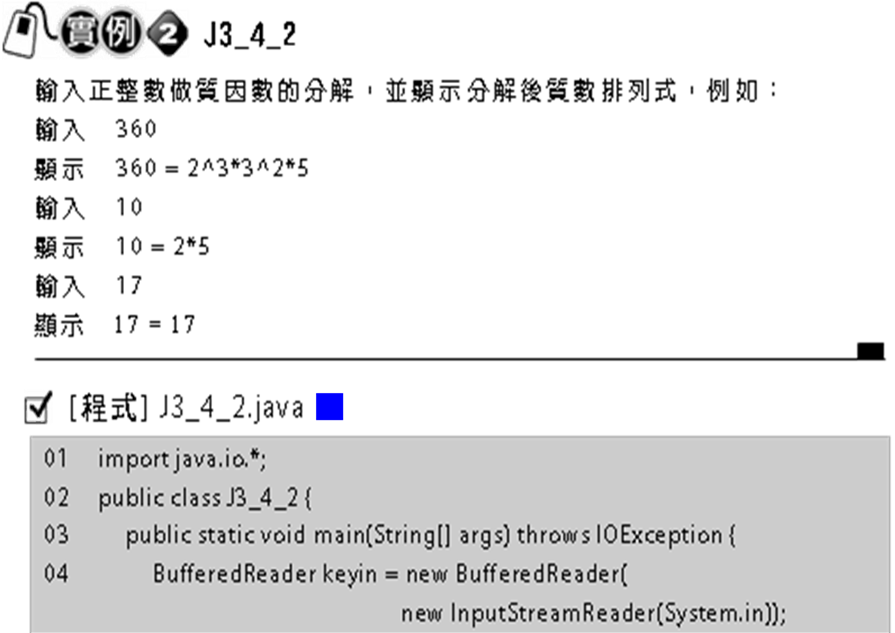 實例2 J3_4_2
輸入正整數做質因數的分解，並顯示分解後質數排列式，例如：
輸入 360
顯示 360 = 2^3*3^2*5
輸入 10
顯示 10 = 2*5
輸入 17
顯示 17 = 17
[程式] J3_4_2.java
01 import java.io.*;
02 public class J3_4_2 {
03 public static void main(String[] args) throws IOException {
04 BufferedReader keyin = new BufferedReader(
new InputStreamReader(System.in));